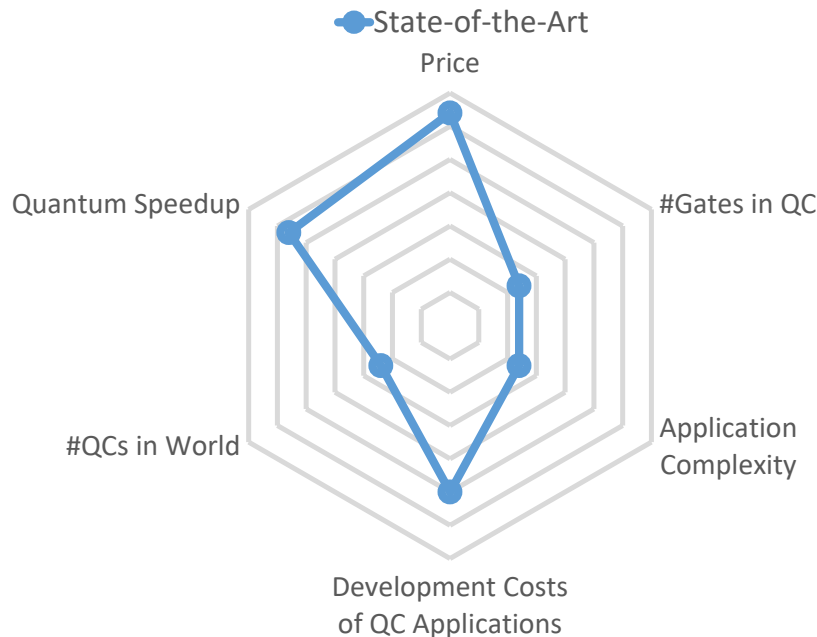 State-of-the-Art
Price
Quantum Speedup
#Gates in QC
#QCs in World
Application
Complexity
Development Costs
of QC Applications